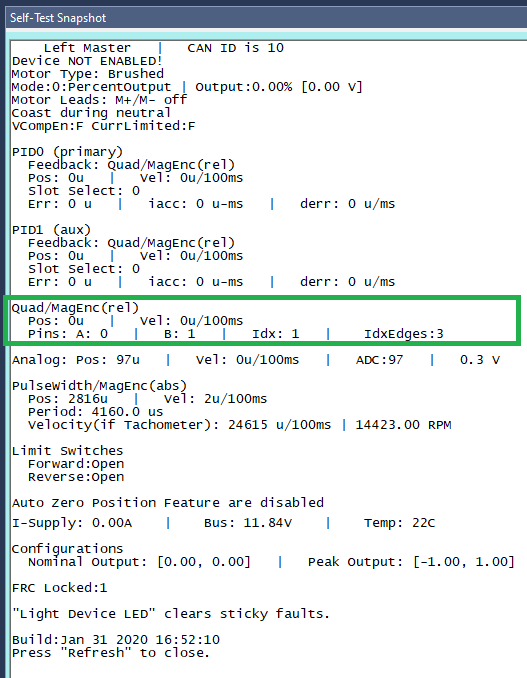 Self-Test Snapshot
Left Master | CAN ID is 10
Device NOT ENABLED!
Motor Type: Brushed
Mode:0:PercentOutput | Output:0.00% [0.00 V]
Motor Leads: M+/M- off
Coast during neutral
VCompEn:F CurrLimited:F
PID0 (primary)
Feedback: Quad/MagEnc(rel)
Pos: 0u | Vel: 0u/100ms
Slot Select: 0
Err: 0 u | iacc: 0 u-ms | derr: 0 u/ms
PID1 (aux)
Feedback: Quad/MagEnc(rel)
Pos: 0u | Vel: 0u/100ms
Slot Select: 0
Err: 0 u | iacc: 0 u-ms | derr: 0 u/ms
Quad/MagEnc(rel)
Pos: 0u | Vel: 0u/100ms
Pins: A: 0 | B: 1 | Idx: 1 | IdxEdges:3
Analog: Pos: 97u | Vel: 0u/100ms | ADC:97 | 0.3 V
PulseWidth/MagEnc(abs)
Pos: 2816u | Vel: 2u/100ms
Period: 4160.0 us
Velocity(if Tachometer): 24615 u/100ms | 14423.00 RPM
Limit Switches
Forward:Open
Reverse:Open
Auto Zero Position Feature are disabled
I-Supply: 0.00A | Bus: 11.84V | Temp: 22C
Configurations
Nominal Output: [0.00, 0.00] | Peak Output: [-1.00, 1.00]
FRC Locked:1
"Light Device LED" clears sticky faults.
Build:Jan 31 2020 16:52:10
Press "Refresh" to close.